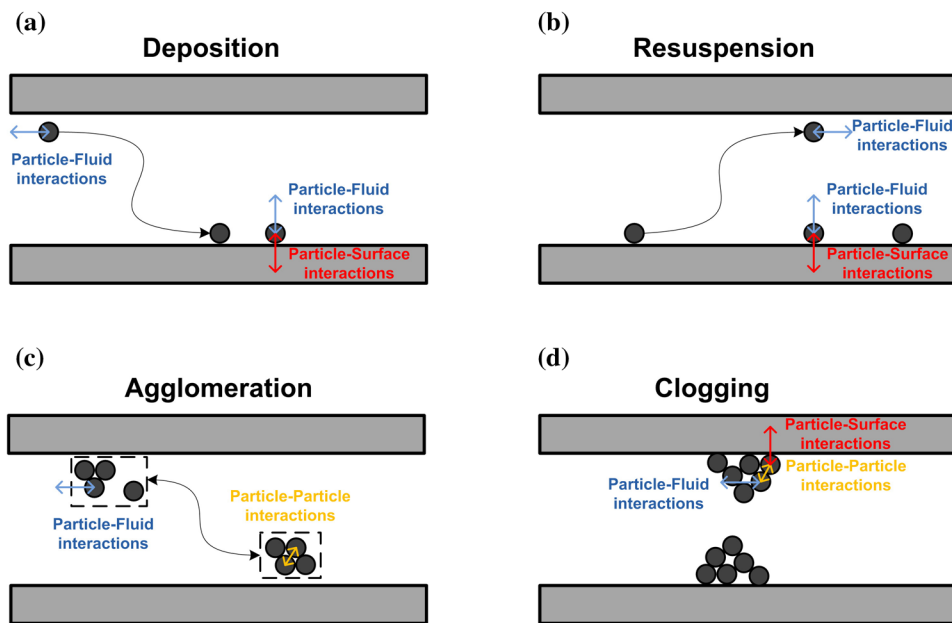 (a)
Deposition
Particle-Fluid
interactions
Particle-Fluid
interactions
Particle-Surface
interactions
(b)
Resuspension
Particle-Fluid
interactions
Particle-Fluid
interactions
Particle-Surface
interactions
(c)
Agglomeration
Particle-Fluid
interactions
Particle-Particle
interactions
(d)
Clogging
Particle-Surface
interactions
Particle-Particle
interactions
Particle-Fluid
interactions